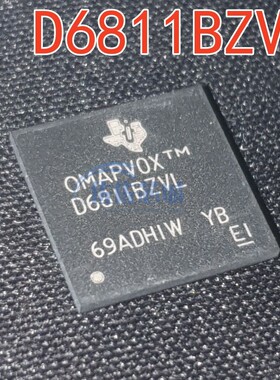 D6811BZV
OMAPVOX™
D6811BZVL
69ADHIW YB
E1